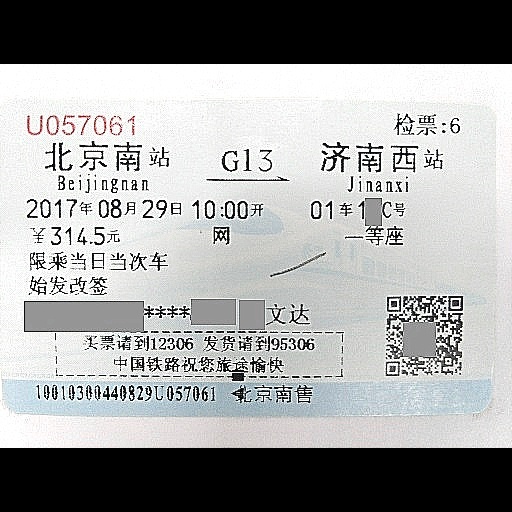 U057061 检票:6
北京南站 G13 济南西站
Beijingnan Jinanxi
2017年08月29日10:00开 01车1 C号
￥314.5元 网 一等座
限乘当日当次车
始发改签
**** 文达
买票请到12306 发货请到95306
中国铁路祝您旅途愉快
10010300440829U057061 北京南售